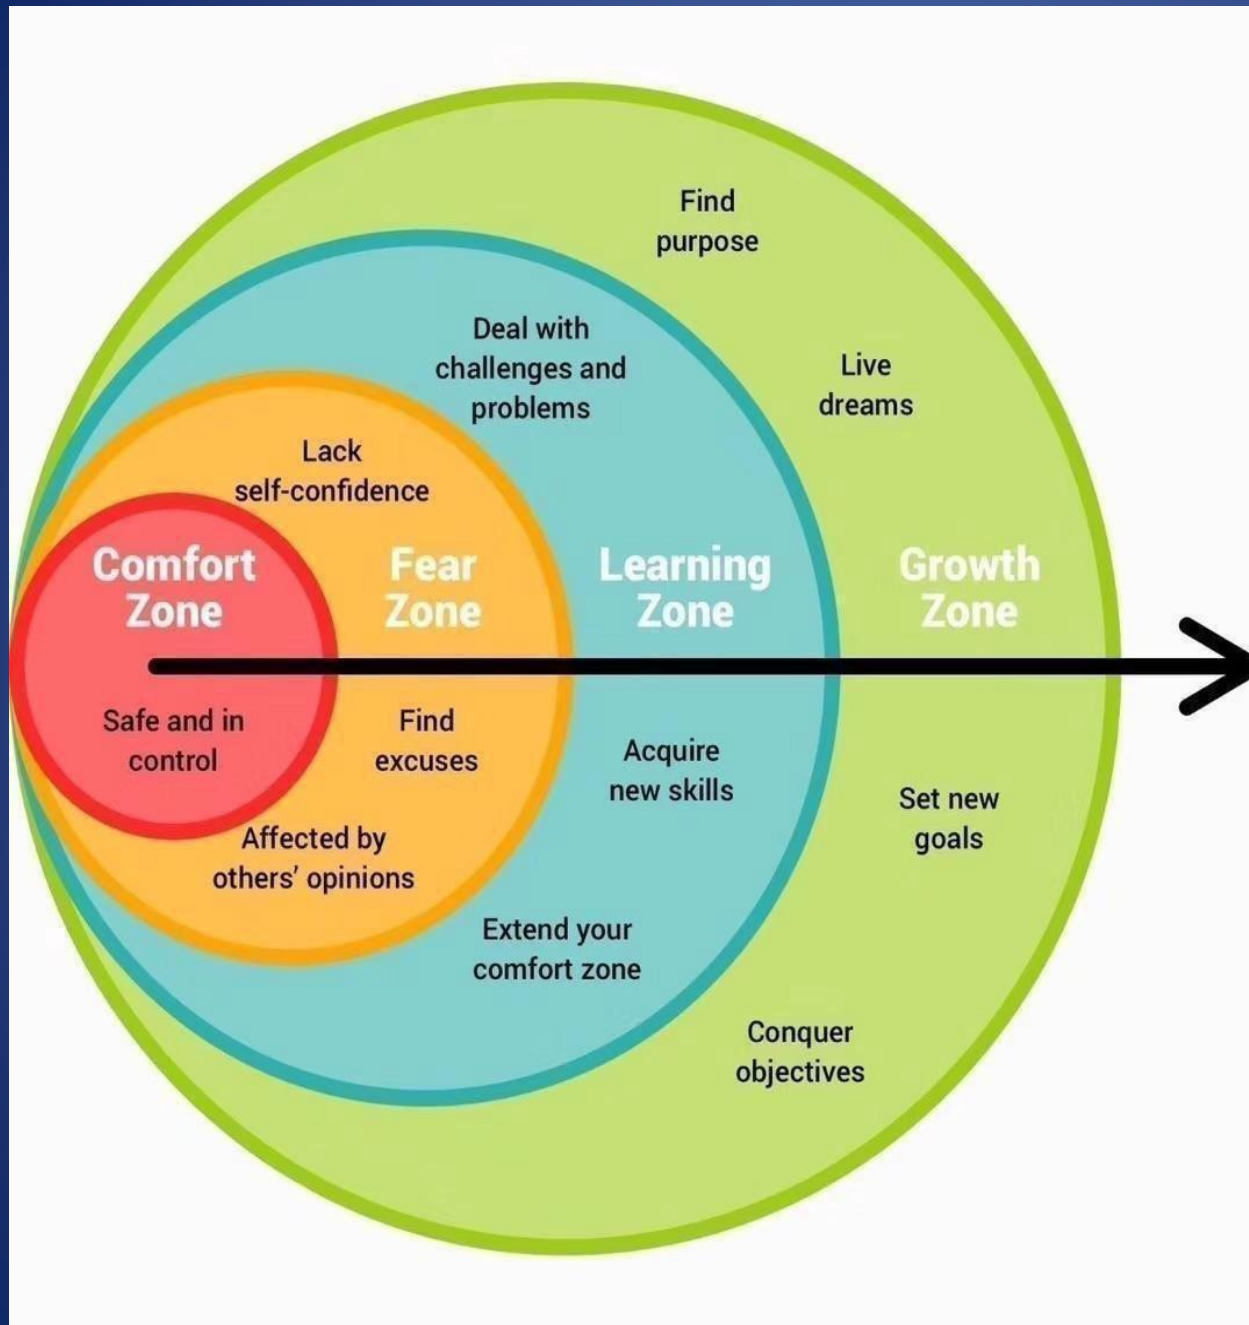 Find
purpose
Live
dreams
Deal with
challenges and
problems
Lack
self-confidence
Comfort
Zone
Fear
Zone
Learning
Zone
Growth
Zone
Safe and in
control
Find
excuses
Affected by
others’ opinions
Acquire
new skills
Extend your
comfort zone
Set new
goals
Conquer
objectives